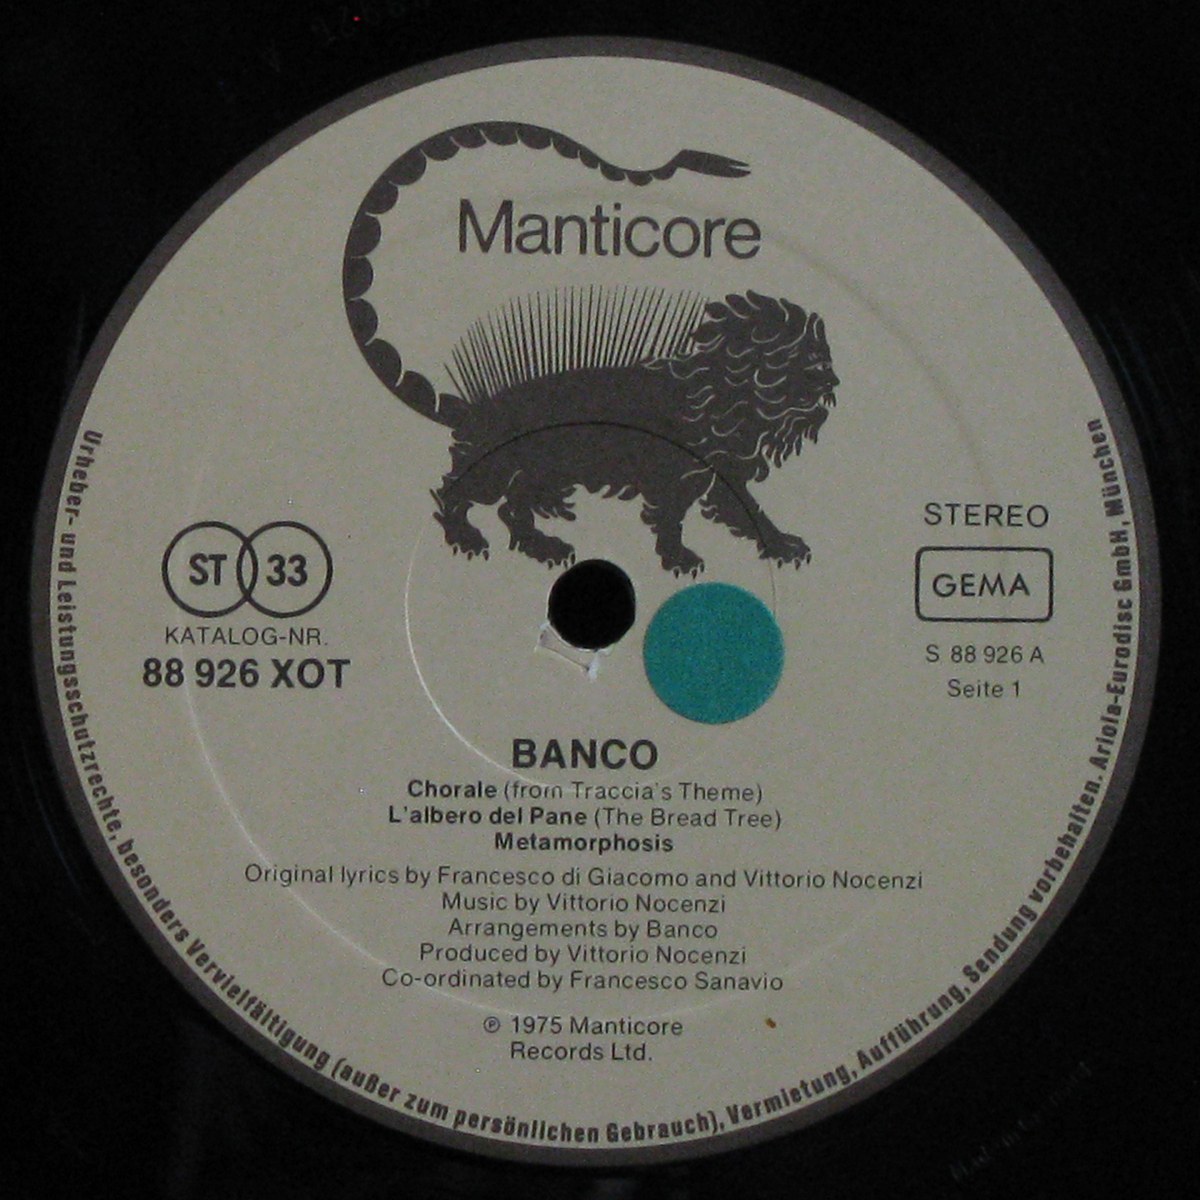 Manticore
STEREO
GEMA
S 88 926 A
Seite 1
ST 33
KATALOG-NR.
88 926 XOT
BANCO
Chorale (from Traccia's Theme)
L'albero del Pane (The Bread Tree)
Metamorphosis
Original lyrics by Francesco di Giacomo and Vittorio Nocenzi
Music by Vittorio Nocenzi
Arrangements by Banco
Produced by Vittorio Nocenzi
Co-ordinated by Francesco Sanavio
℗ 1975 Manticore
Records Ltd.
Urheber- und Leistungsschutzrechte, besonders Vervielfältigung (außer zum persönlichen Gebrauch), Vermietung, Aufführung, Sendung vorbehalten. Ariola-Eurodisc GmbH, München